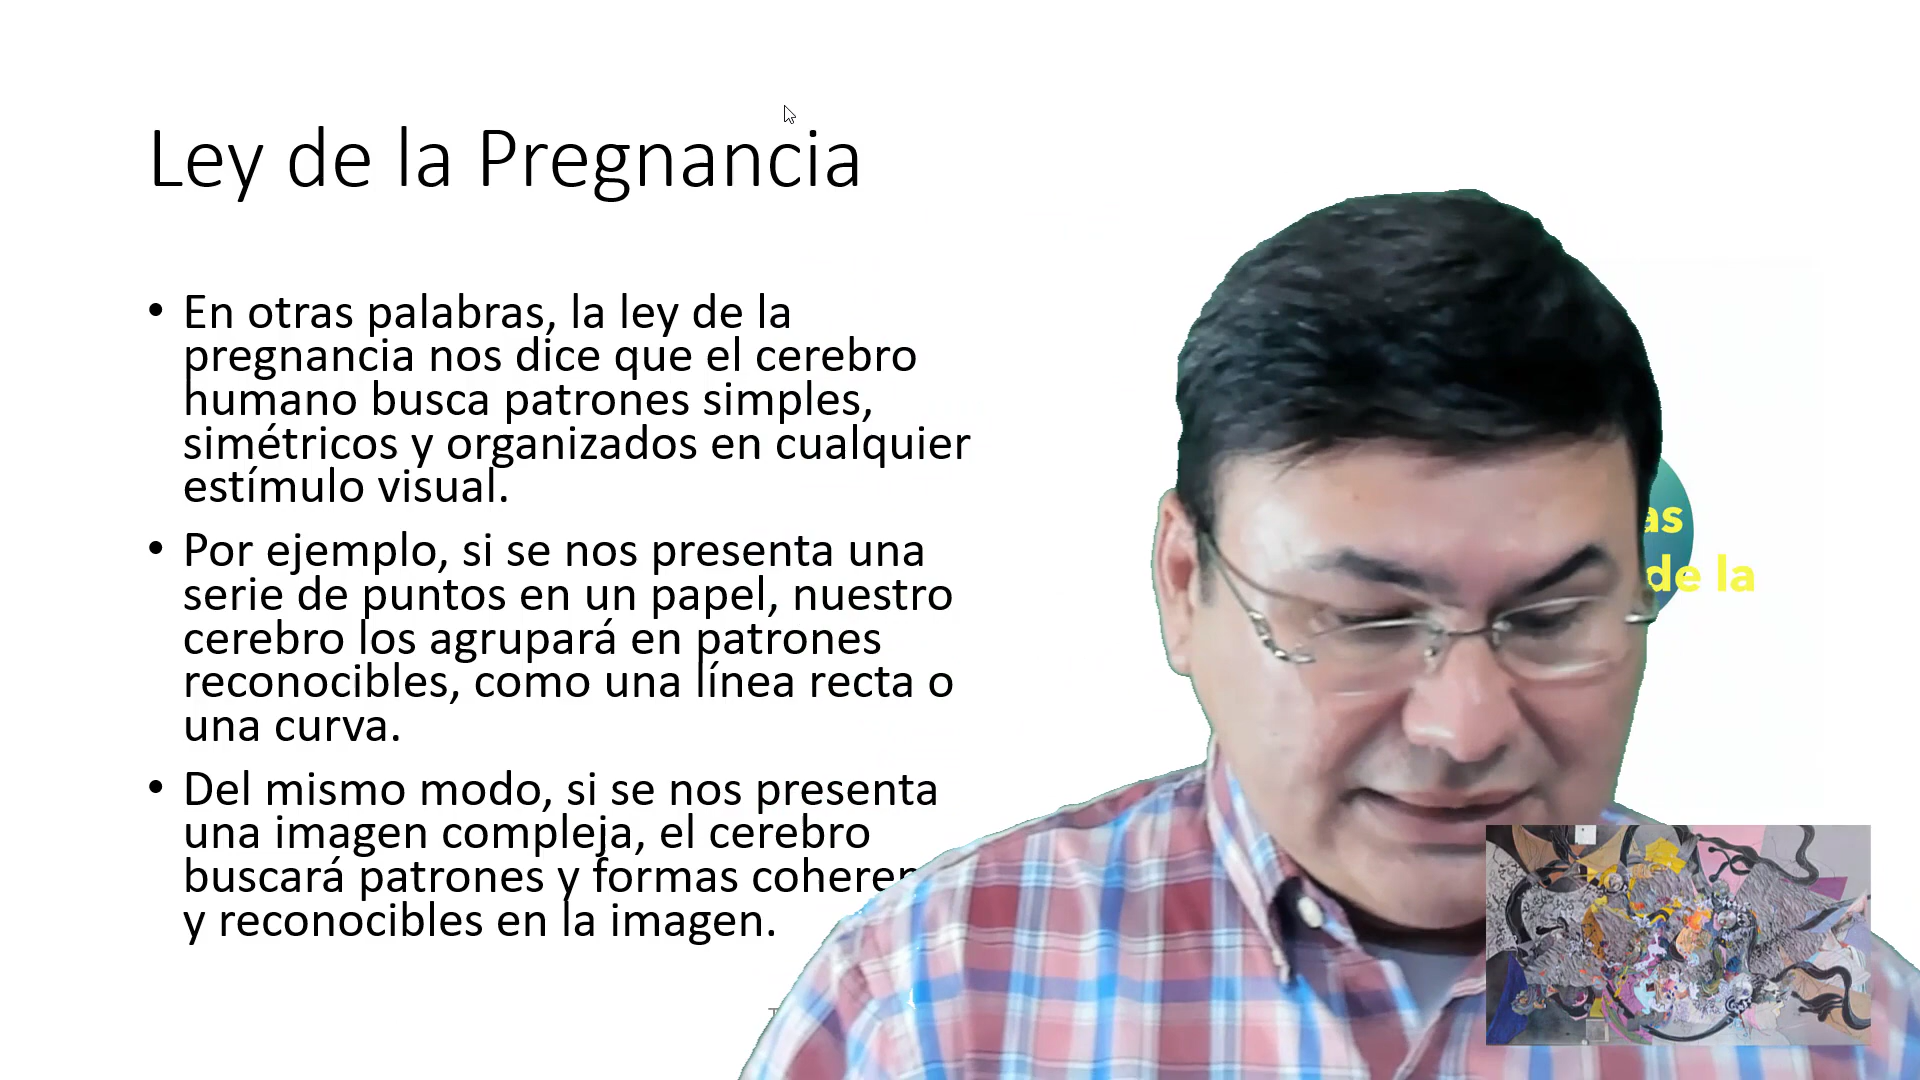 Ley de la Pregnancia
• En otras palabras, la ley de la
pregnancia nos dice que el cerebro
humano busca patrones simples,
simétricos y organizados en cualquier
estímulo visual.
• Por ejemplo, si se nos presenta una
serie de puntos en un papel, nuestro
cerebro los agrupará en patrones
reconocibles, como una línea recta o
una curva.
• Del mismo modo, si se nos presenta
una imagen compleja, el cerebro
buscará patrones y formas
y reconocibles en la imagen.
de la